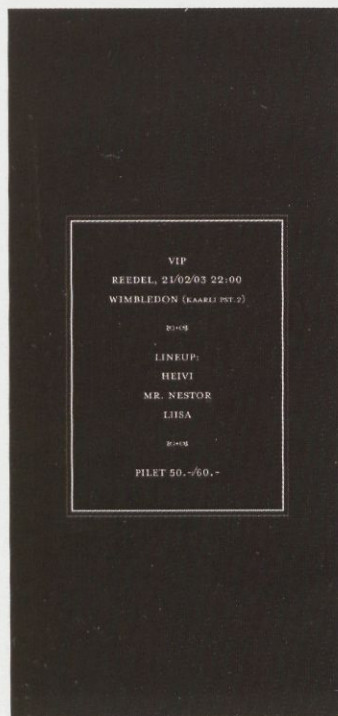 VIP
REEDEL, 21/02/03 22:00
WIMBLEDON (KAARLI PST. 2)
LINEUP:
HEIVI
MR. NESTOR
LIISA
PILET 50.-/60.-